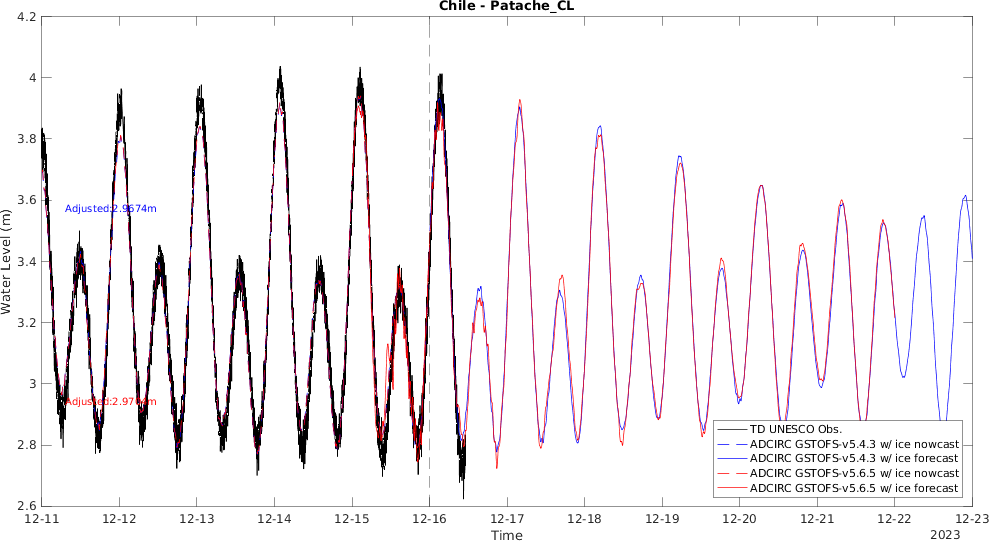 Chile - Patache_CL
4.2
4
3.8
3.6
3.4
3.2
3
2.8
2.6
Water Level (m)
Adjusted:2.9674m
TD UNESCO Obs.
ADCIRC GSTOFS-v5.4.3 w/ ice nowcast
ADCIRC GSTOFS-v5.4.3 w/ ice forecast
ADCIRC GSTOFS-v5.6.5 w/ ice nowcast
ADCIRC GSTOFS-v5.6.5 w/ ice forecast
12-11 12-12 12-13 12-14 12-15 12-16 12-17 12-18 12-19 12-20 12-21 12-22 12-23
Time
2023